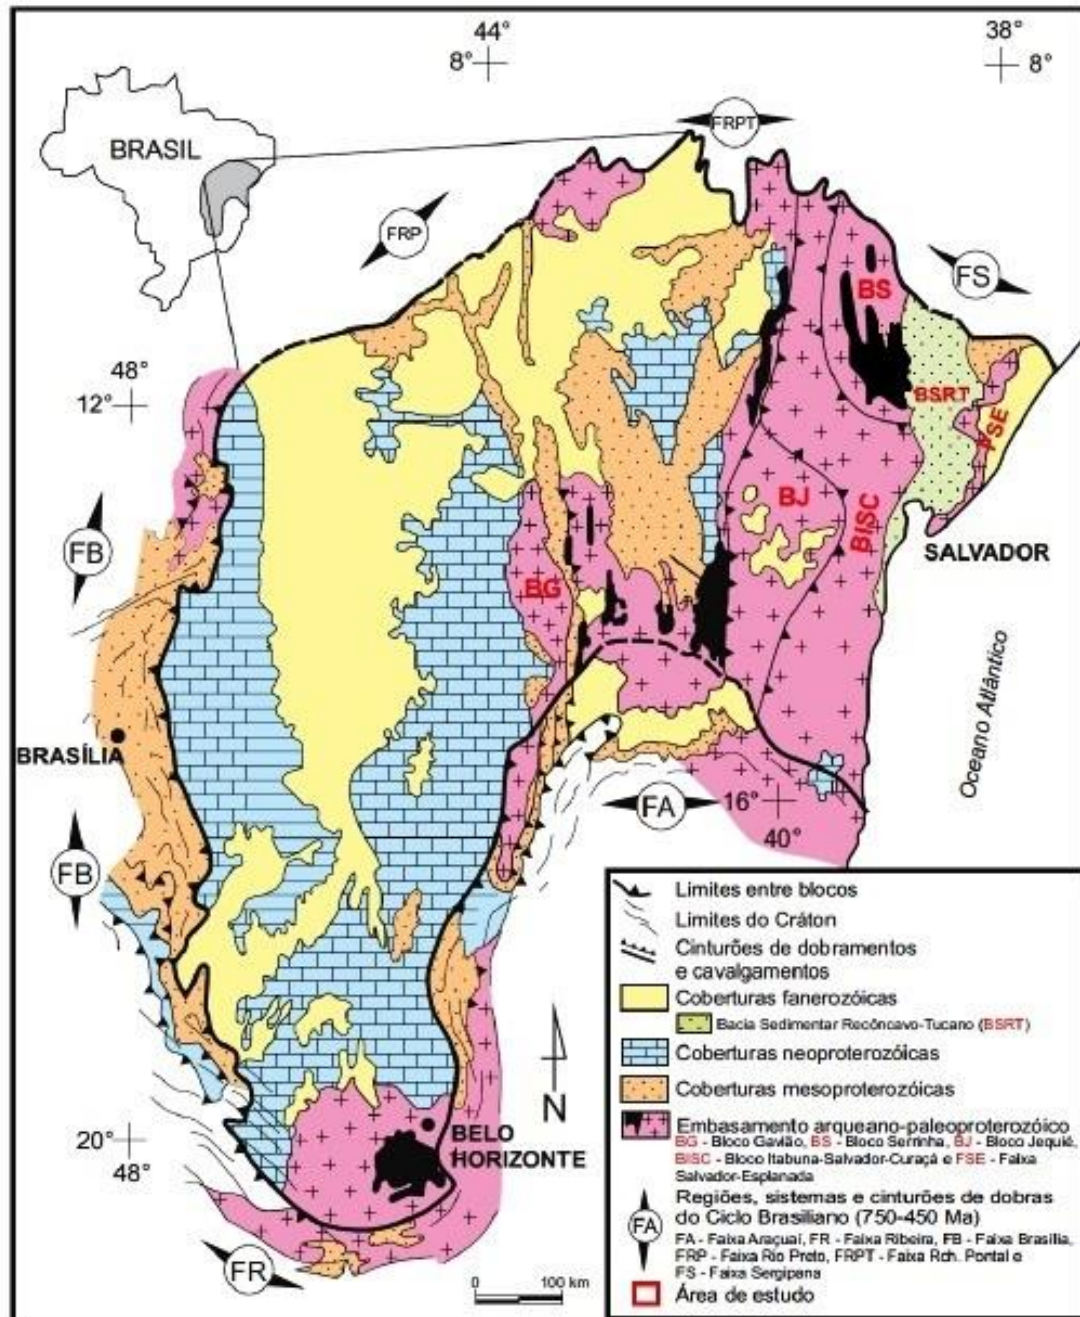 44°
38°
8°
8°
BRASIL
FRPT
FRP
FS
BS
48°
12°
BSRT
FSE
BJ
BISC
FB
SALVADOR
BG
Oceano Atlântico
BRASÍLIA
FA
16°
40°
FB
N
BELO
HORIZONTE
20°
48°
FR
0 100 km
Limites entre blocos
Limites do Cráton
Cinturões de dobramentos
e cavalgamentos
Coberturas fanerozóicas
Bacia Sedimentar Recôncavo-Tucano (BSRT)
Coberturas neoproterozóicas
Coberturas mesoproterozóicas
Embasamento arqueano-paleoproterozóico
BG - Bloco Gavião, BS - Bloco Serrinha, BJ - Bloco Jequié,
BISC - Bloco Itabuna-Salvador-Curaçá e FSE - Faixa
Salvador-Esplanada
Regiões, sistemas e cinturões de dobras
FA
do Ciclo Brasiliano (750-450 Ma)
FA - Faixa Araçuaí, FR - Faixa Ribeira, FB - Faixa Brasília,
FRP - Faixa Rio Preto, FRPT - Faixa Rch. Pontal e
FS - Faixa Sergipana
Área de estudo